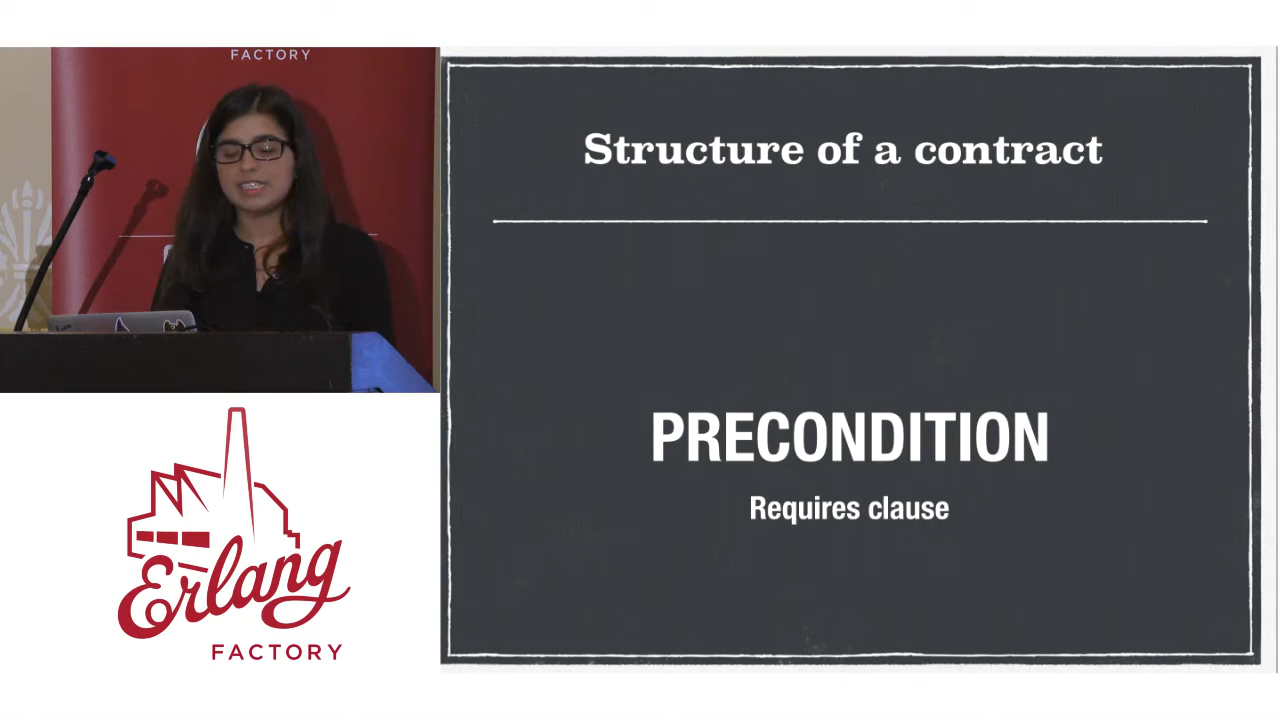 FACTORY
Structure of a contract
PRECONDITION
Requires clause
Erlang
FACTORY